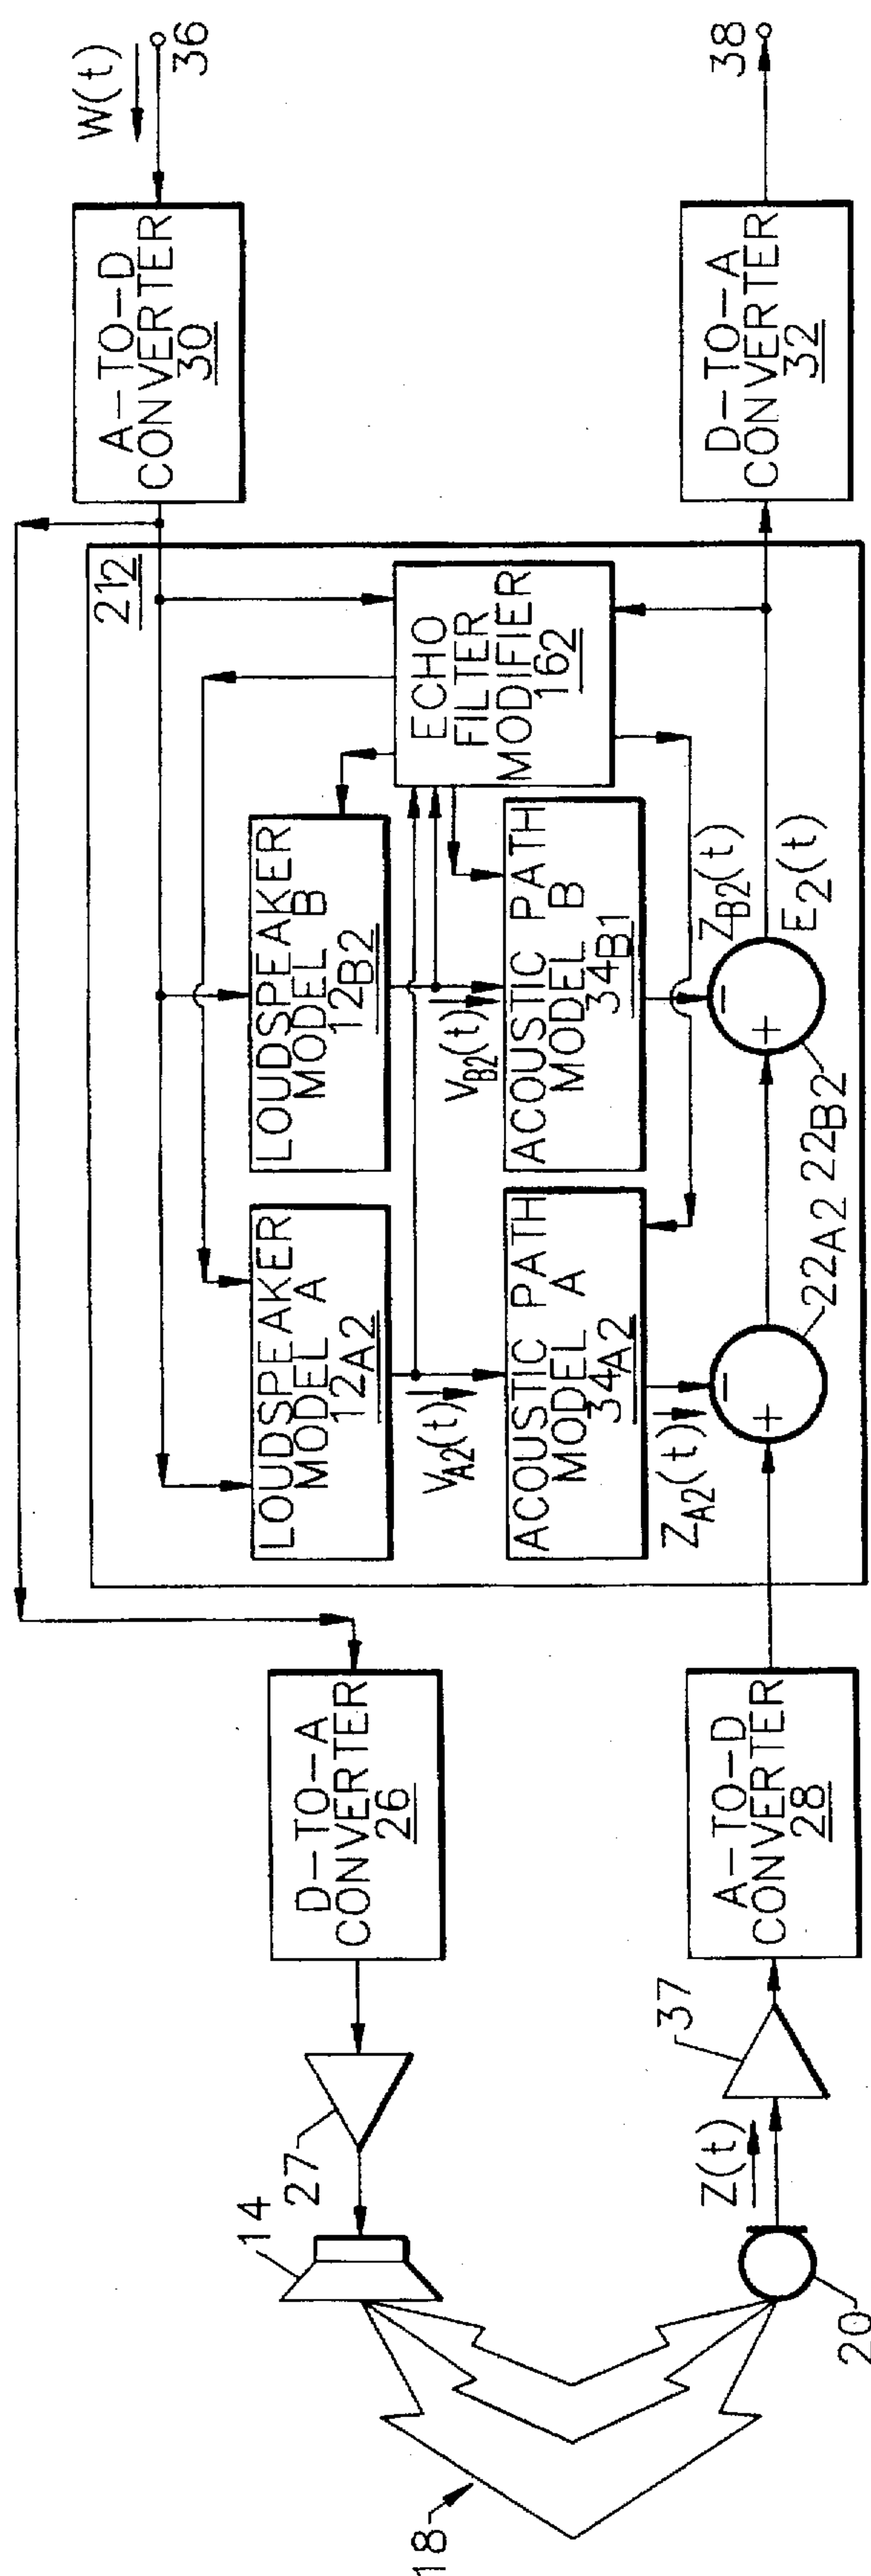 W(t)
36
A-TO-D
CONVERTER
30
38
D-TO-A
CONVERTER
32
212
ECHO
FILTER
MODIFIER
162
LOUDSPEAKER
MODEL B
12B2
VB2(t)
ACOUSTIC PATH
MODEL B
34B1
ZB2(t)
E2(t)
22B2
LOUDSPEAKER
MODEL A
12A2
VA2(t)
ACOUSTIC PATH
MODEL A
34A2
ZA2(t)
22A2
−
+
−
+
D-TO-A
CONVERTER
26
A-TO-D
CONVERTER
28
27
37
14
Z(t)
20
18